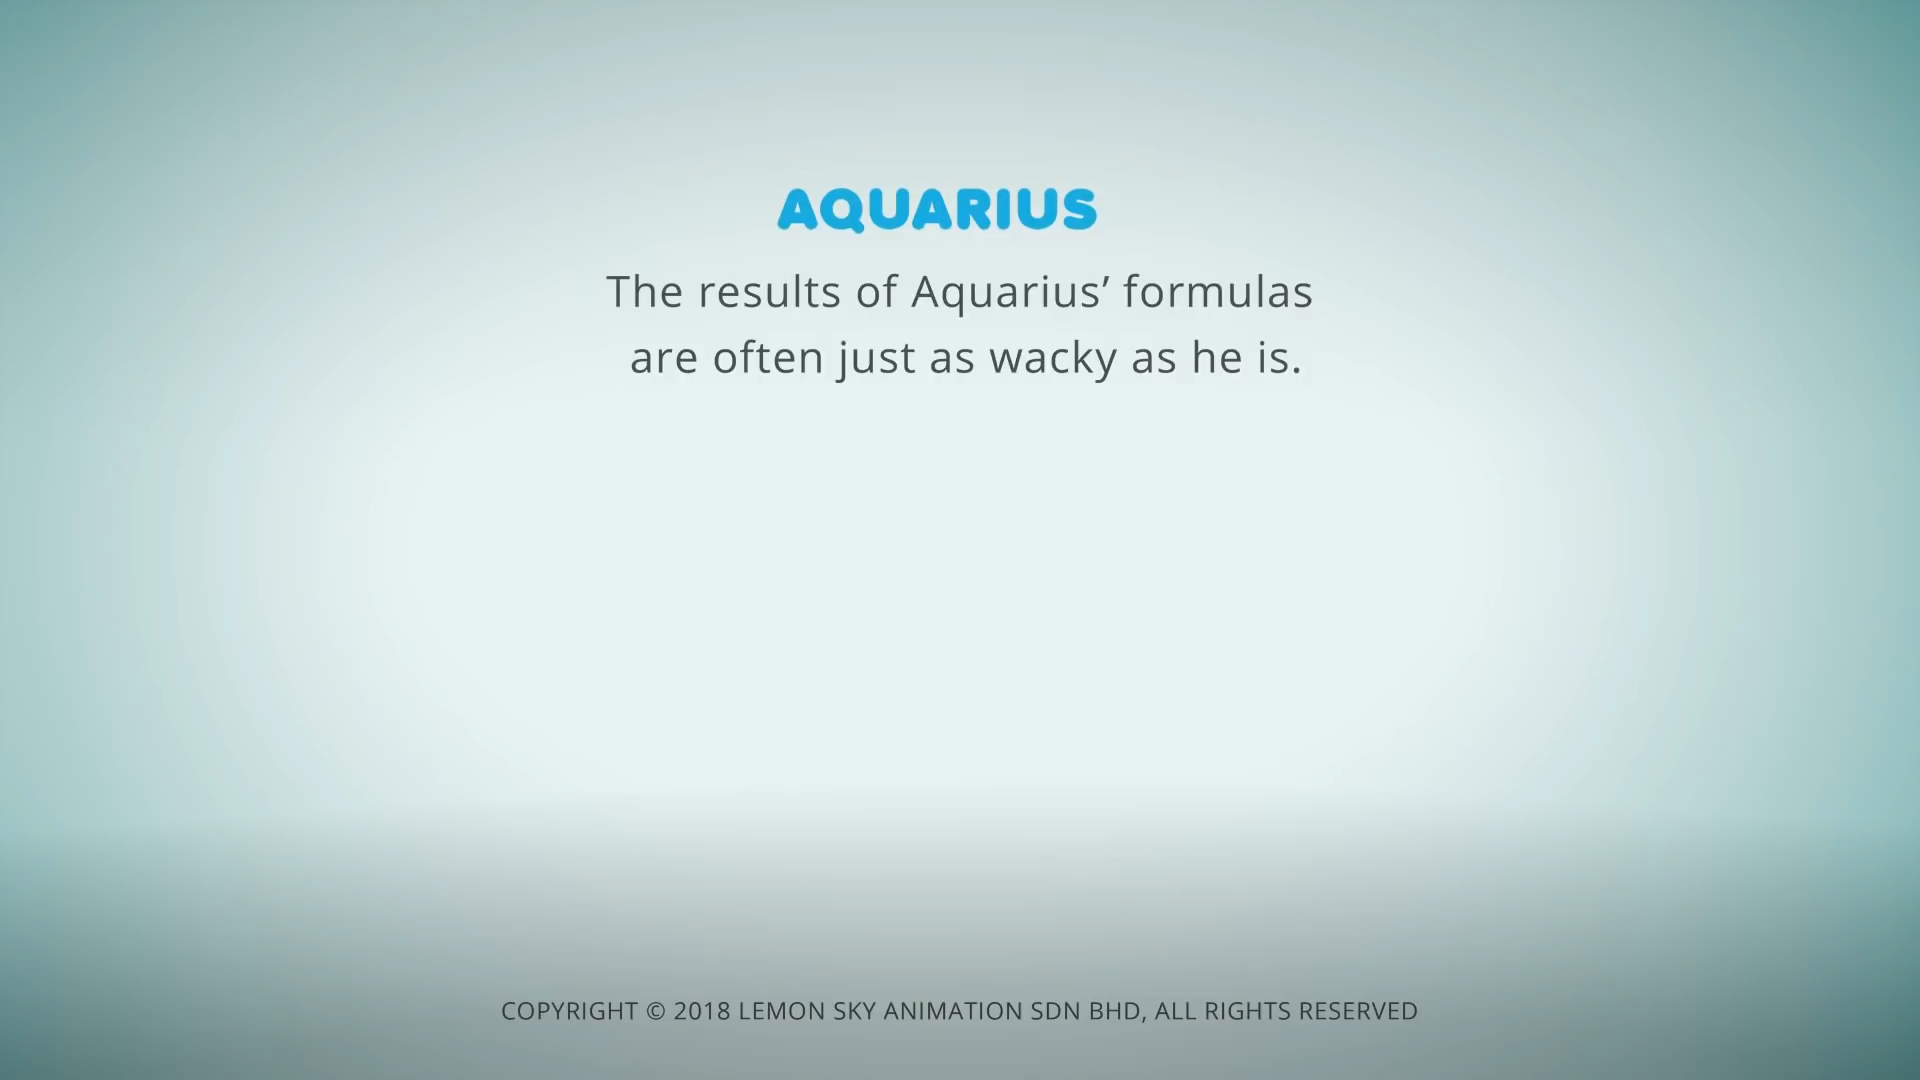 AQUARIUS
The results of Aquarius’ formulas
are often just as wacky as he is.
COPYRIGHT © 2018 LEMON SKY ANIMATION SDN BHD, ALL RIGHTS RESERVED